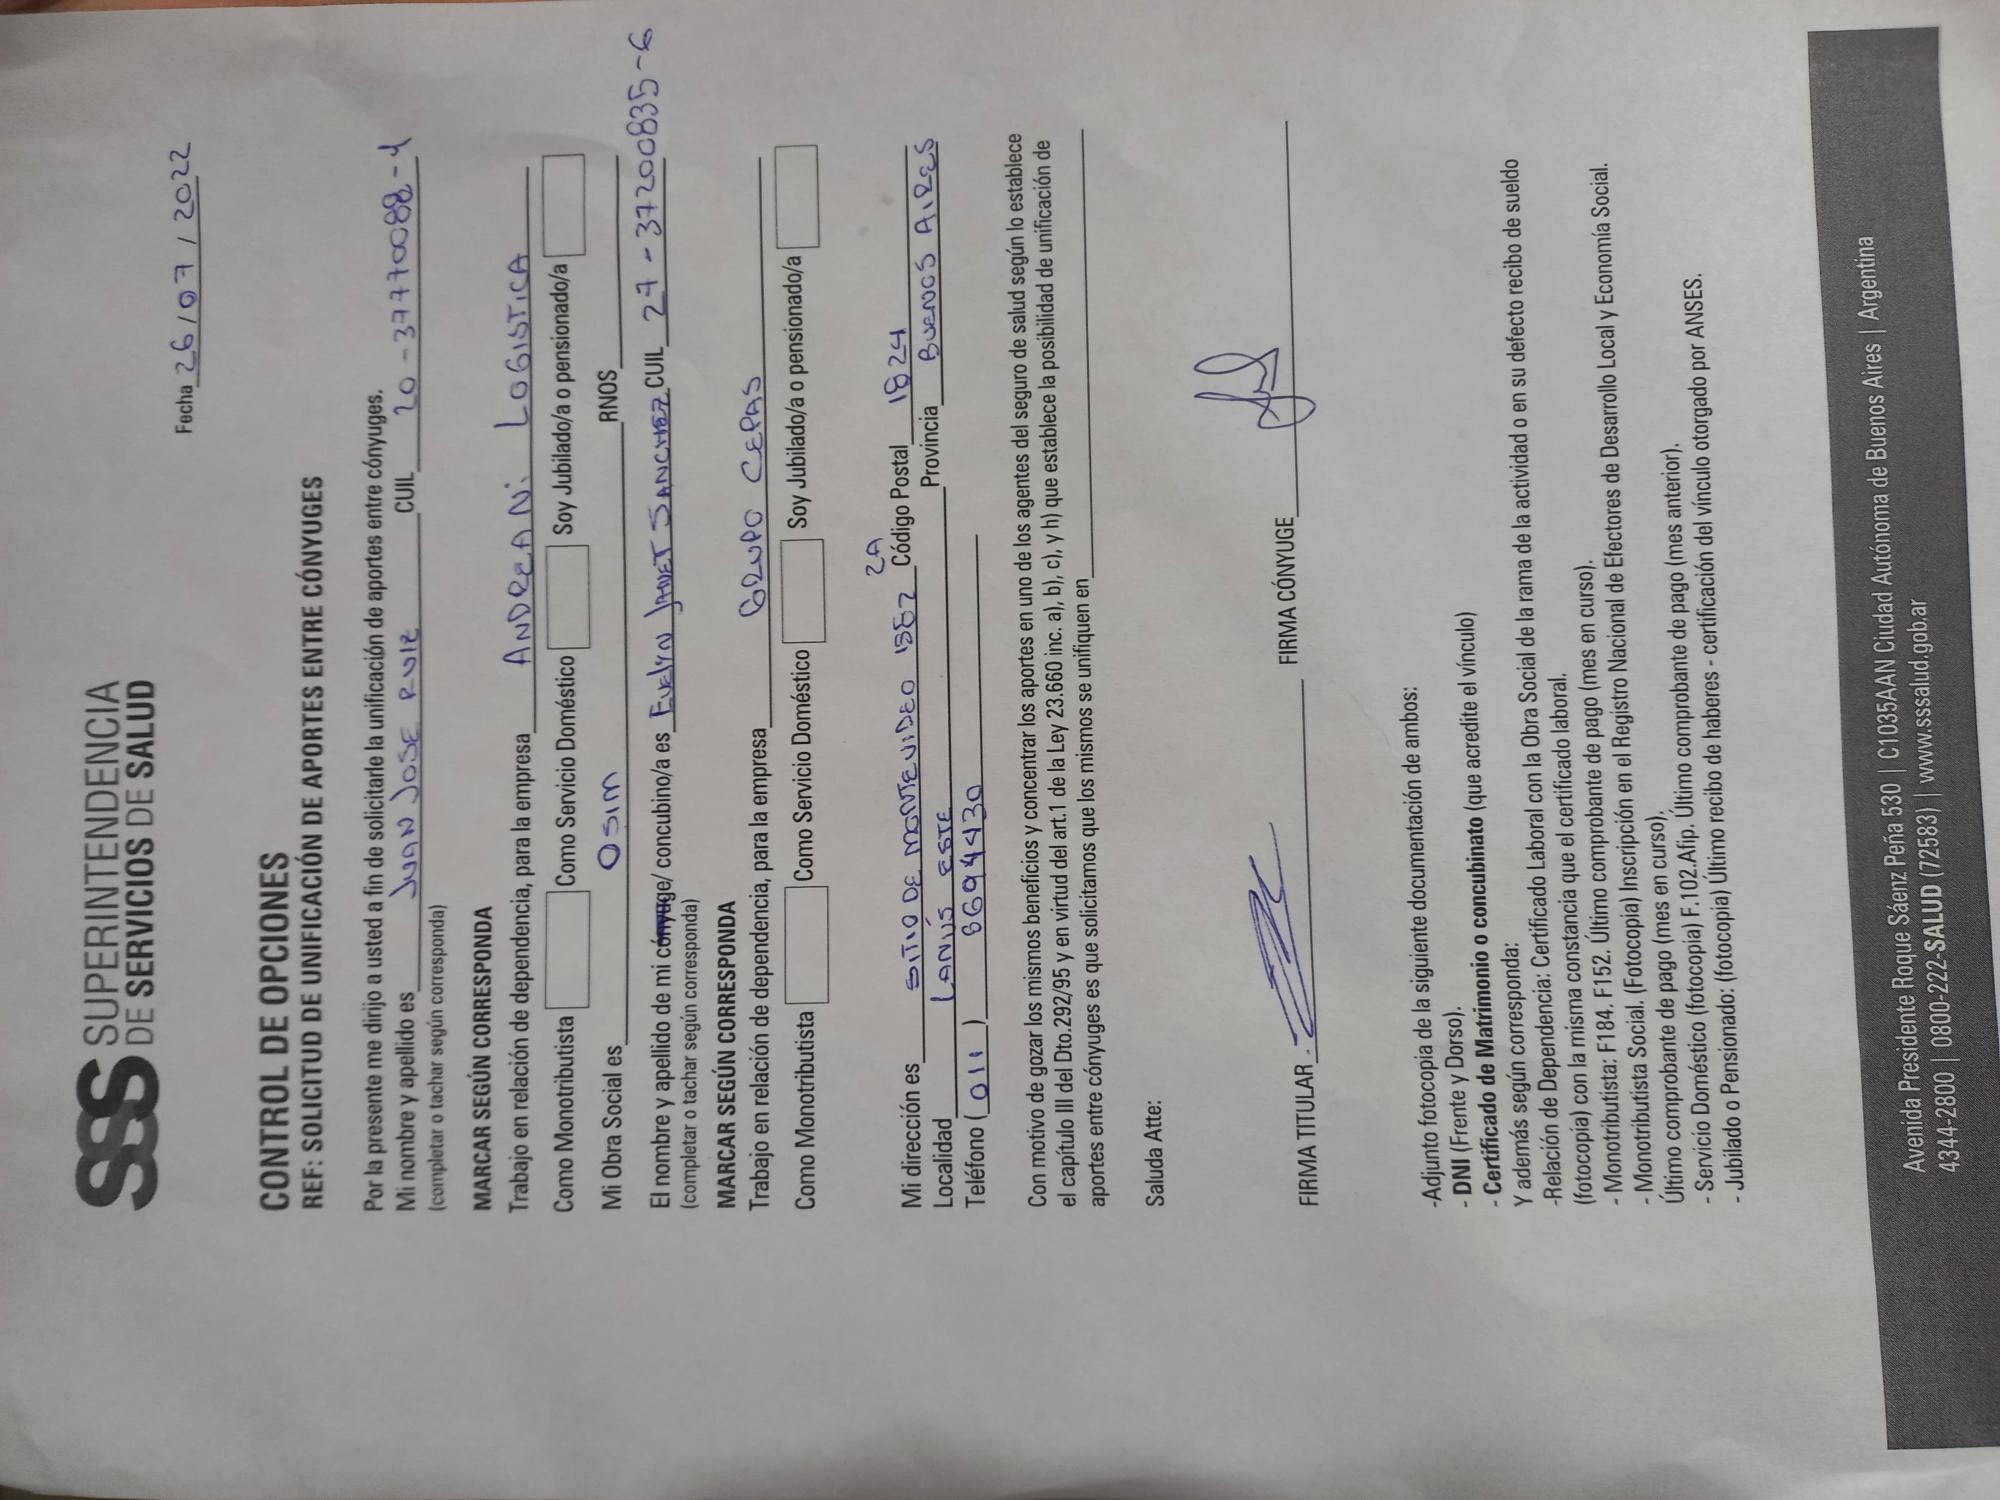 SSS SUPERINTENDENCIA
DE SERVICIOS DE SALUD
Fecha 26/07/2022
CONTROL DE OPCIONES
REF: SOLICITUD DE UNIFICACIÓN DE APORTES ENTRE CÓNYUGES
Por la presente me dirijo a usted a fin de solicitarle la unificación de aportes entre cónyuges.
Mi nombre y apellido es JUAN JOSE RUIZ CUIL 20-37770088-4
(completar o tachar según corresponda)
MARCAR SEGÚN CORRESPONDA
Trabajo en relación de dependencia, para la empresa ANDREANi LOGISTICA
Como Monotributista Como Servicio Doméstico Soy Jubilado/a o pensionado/a
Mi Obra Social es OSIM RNOS
El nombre y apellido de mi cónyuge/ concubino/a es EVELYN JANET SANCHEZ CUIL 27-37200835-6
(completar o tachar según corresponda)
MARCAR SEGÚN CORRESPONDA
Trabajo en relación de dependencia, para la empresa GRUPO CEPAS
Como Monotributista Como Servicio Doméstico Soy Jubilado/a o pensionado/a
2A
Mi dirección es SITIO DE MONTEVIDEO Código Postal 1824
Localidad LANÚS ESTE Provincia BUENOS AIRES
Teléfono (011)
Con motivo de gozar los mismos beneficios y concentrar los aportes en uno de los agentes del seguro de salud según lo establece
el capítulo III del Dto.292/95 y en virtud del art.1 de la Ley 23.660 inc. a), b), c), y h) que establece la posibilidad de unificación de
aportes entre cónyuges es que solicitamos que los mismos se unifiquen en
Saluda Atte:
FIRMA TITULAR FIRMA CÓNYUGE
-Adjunto fotocopia de la siguiente documentación de ambos:
- DNI (Frente y Dorso).
- Certificado de Matrimonio o concubinato (que acredite el vínculo)
Y además según corresponda:
-Relación de Dependencia: Certificado Laboral con la Obra Social de la rama de la actividad o en su defecto recibo de sueldo
(fotocopia) con la misma constancia que el certificado laboral.
- Monotributista: F184. F152. Último comprobante de pago (mes en curso).
- Monotributista Social. (Fotocopia) Inscripción en el Registro Nacional de Efectores de Desarrollo Local y Economía Social.
Último comprobante de pago (mes en curso).
- Servicio Doméstico (fotocopia) F.102.Afip. Último comprobante de pago (mes anterior).
- Jubilado o Pensionado: (fotocopia) Último recibo de haberes - certificación del vínculo otorgado por ANSES.
Avenida Presidente Roque Sáenz Peña 530 | C1035AAN Ciudad Autónoma de Buenos Aires | Argentina
4344-2800 | 0800-222-SALUD (72583) | www.sssalud.gob.ar